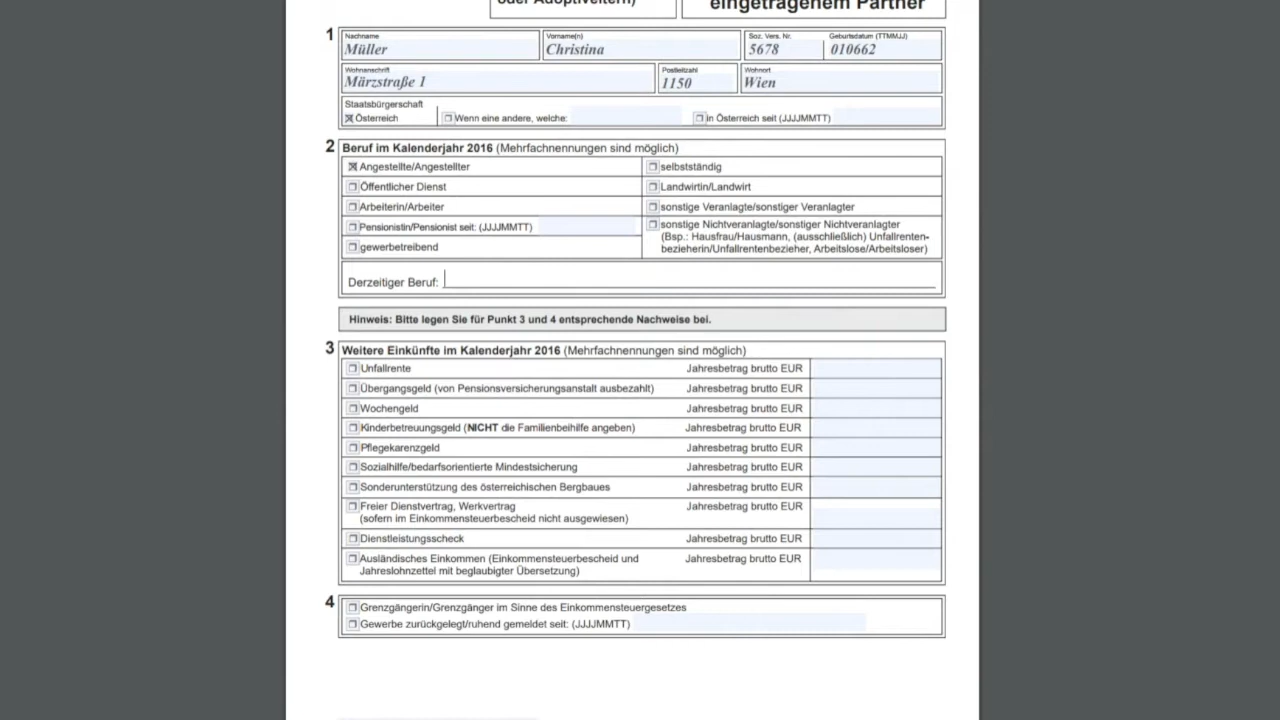 oder Adoptiveltern)
eingetragenem Partner
1
Nachname Vorname(n) Soz. Vers. Nr. Geburtsdatum (TTMMJJ)
Müller Christina 5678 010662
Wohnanschrift Postleitzahl Wohnort
Märzstraße 1 1150 Wien
Staatsbürgerschaft
Österreich Wenn eine andere, welche: in Österreich seit (JJJJMMTT)
2 Beruf im Kalenderjahr 2016 (Mehrfachnennungen sind möglich)
Angestellte/Angestellter selbstständig
Öffentlicher Dienst Landwirtin/Landwirt
Arbeiterin/Arbeiter sonstige Veranlagte/sonstiger Veranlagter
Pensionistin/Pensionist seit: (JJJJMMTT) sonstige Nichtveranlagte/sonstiger Nichtveranlagter
(Bsp.: Hausfrau/Hausmann, (ausschließlich) Unfallrenten-
gewerbetreibend bezieherin/Unfallrentenbezieher, Arbeitslose/Arbeitsloser)
Derzeitiger Beruf:
Hinweis: Bitte legen Sie für Punkt 3 und 4 entsprechende Nachweise bei.
3 Weitere Einkünfte im Kalenderjahr 2016 (Mehrfachnennungen sind möglich)
Unfallrente Jahresbetrag brutto EUR
Übergangsgeld (von Pensionsversicherungsanstalt ausbezahlt) Jahresbetrag brutto EUR
Wochengeld Jahresbetrag brutto EUR
Kinderbetreuungsgeld (NICHT die Familienbeihilfe angeben) Jahresbetrag brutto EUR
Pflegekarenzgeld Jahresbetrag brutto EUR
Sozialhilfe/bedarfsorientierte Mindestsicherung Jahresbetrag brutto EUR
Sonderunterstützung des österreichischen Bergbaues Jahresbetrag brutto EUR
Freier Dienstvertrag, Werkvertrag Jahresbetrag brutto EUR
(sofern im Einkommensteuerbescheid nicht ausgewiesen)
Dienstleistungsscheck Jahresbetrag brutto EUR
Ausländisches Einkommen (Einkommensteuerbescheid und Jahresbetrag brutto EUR
Jahreslohnzettel mit beglaubigter Übersetzung)
4 Grenzgängerin/Grenzgänger im Sinne des Einkommensteuergesetzes
Gewerbe zurückgelegt/ruhend gemeldet seit: (JJJJMMTT)